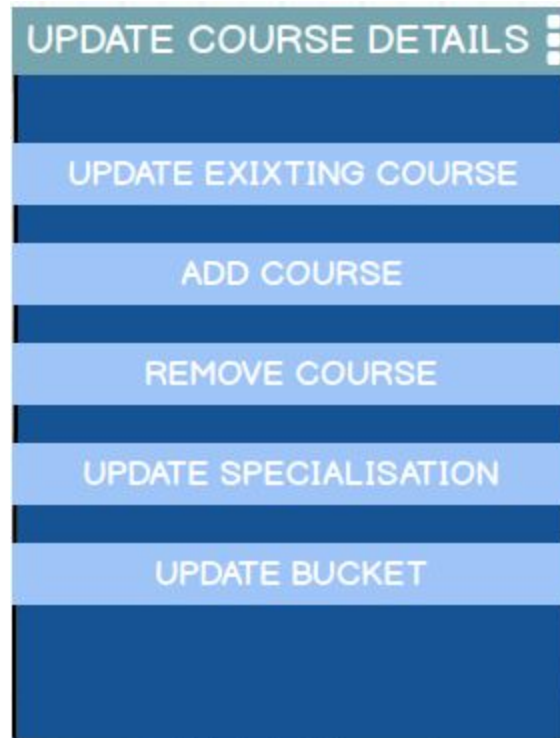 UPDATE COURSE DETAILS
UPDATE EXIXTING COURSE
ADD COURSE
REMOVE COURSE
UPDATE SPECIALISATION
UPDATE BUCKET